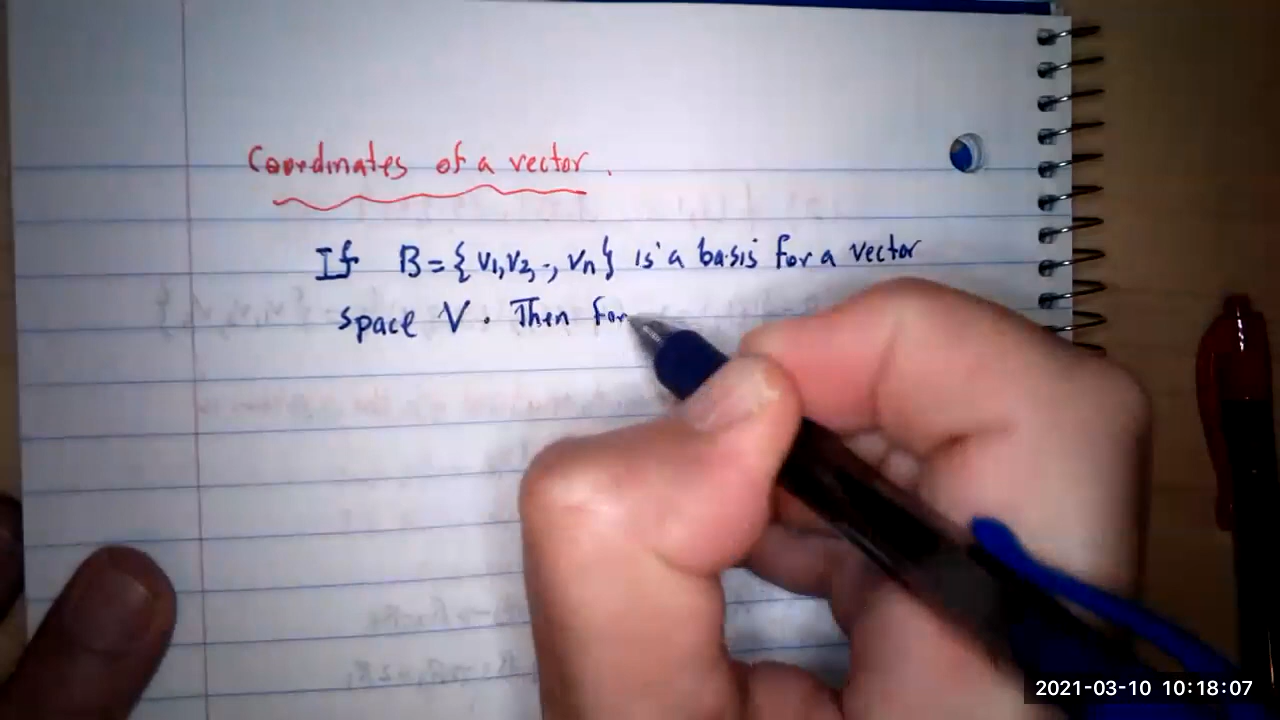 Coordinates of a vector.
If B = { v1, v2, .., vn } is a basis for a vector
space V. Then for
2021-03-10 10:18:07